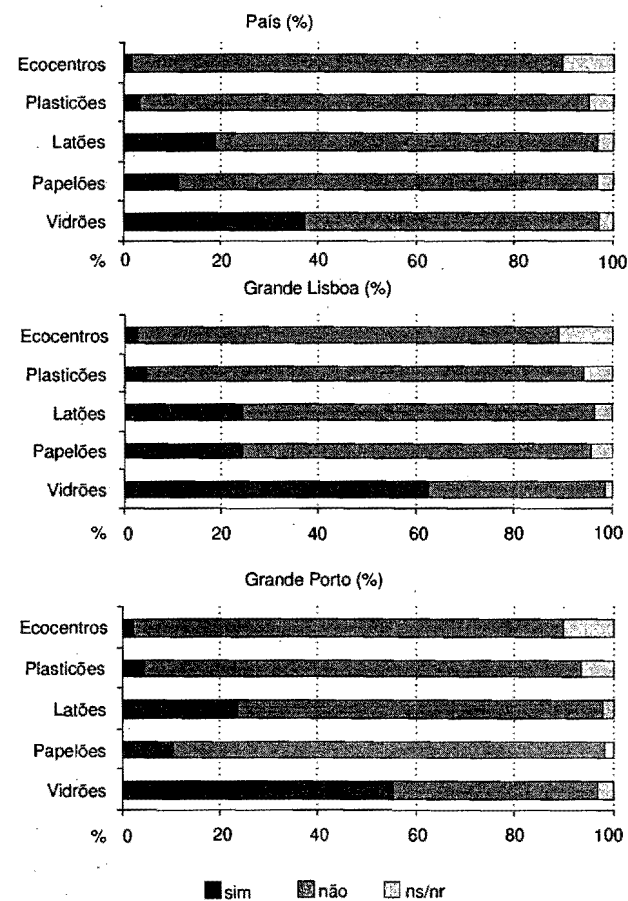 País (%)
Ecocentros
Plasticões
Latões
Papelões
Vidrões
% 0 20 40 60 80 100
Grande Lisboa (%)
Ecocentros
Plasticões
Latões
Papelões
Vidrões
% 0 20 40 60 80 100
Grande Porto (%)
Ecocentros
Plasticões
Latões
Papelões
Vidrões
% 0 20 40 60 80 100
sim não ns/nr